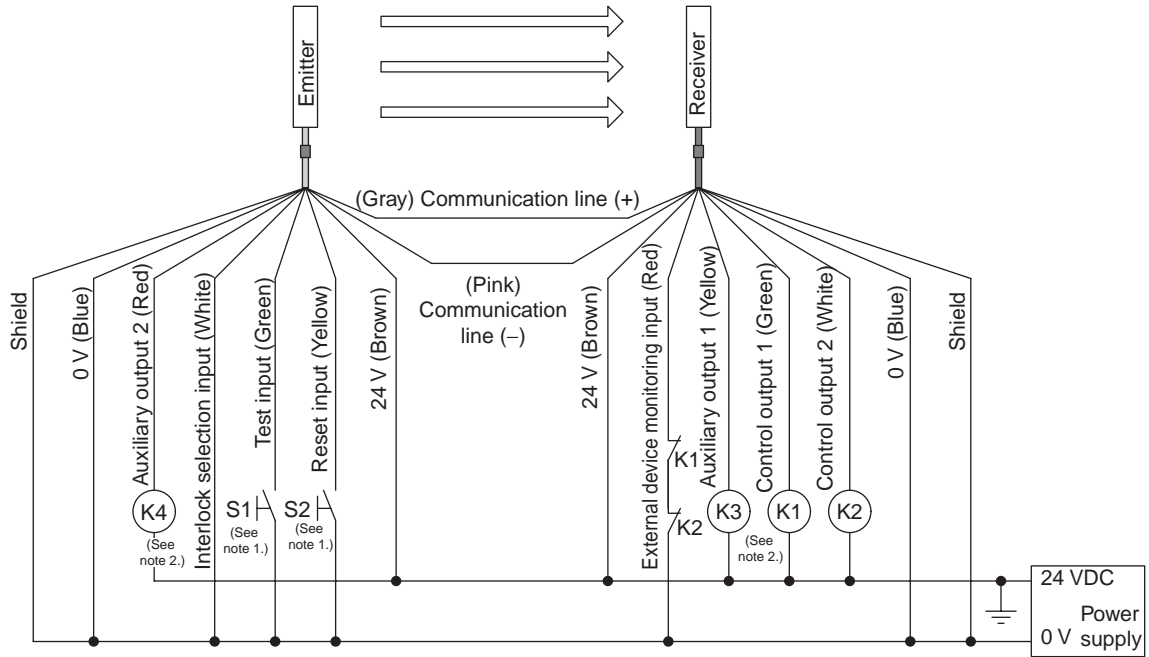 Emitter
Receiver
(Gray) Communication line (+)
(Pink)
Communication
line (–)
Shield
0 V (Blue)
Auxiliary output 2 (Red)
Interlock selection input (White)
Test input (Green)
Reset input (Yellow)
24 V (Brown)
24 V (Brown)
External device monitoring input (Red)
Auxiliary output 1 (Yellow)
Control output 1 (Green)
Control output 2 (White)
0 V (Blue)
Shield
K4
(See
note 2.)
S1
(See
note 1.)
S2
(See
note 1.)
K1
K2
K3
K1
(See
note 2.)
K2
24 VDC
Power
supply
0 V